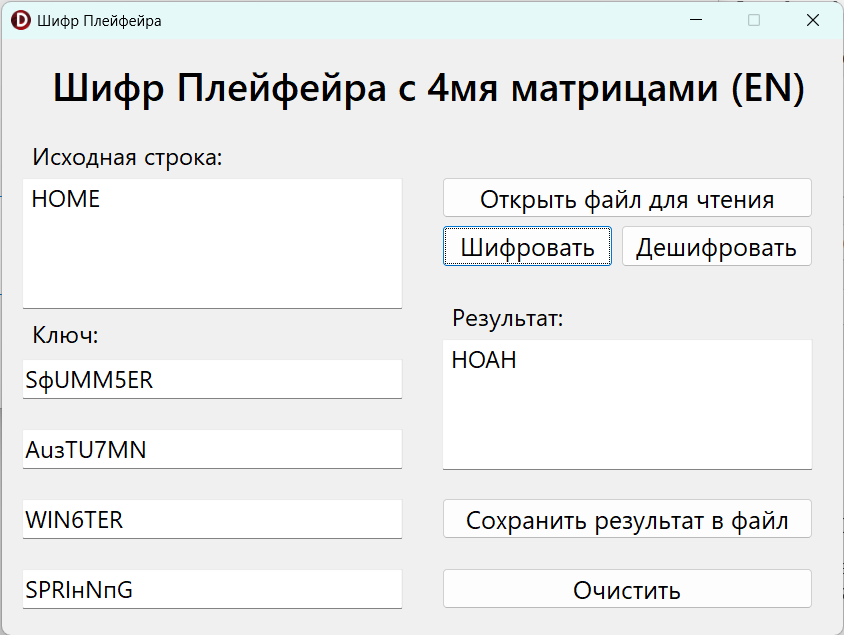 Шифр Плейфейра
Шифр Плейфейра с 4мя матрицами (EN)
Исходная строка:
HOME
Ключ:
SфUMM5ER
AuзTU7MN
WIN6TER
SPRIнNпG
Открыть файл для чтения
Шифровать
Дешифровать
Результат:
HOAH
Сохранить результат в файл
Очистить